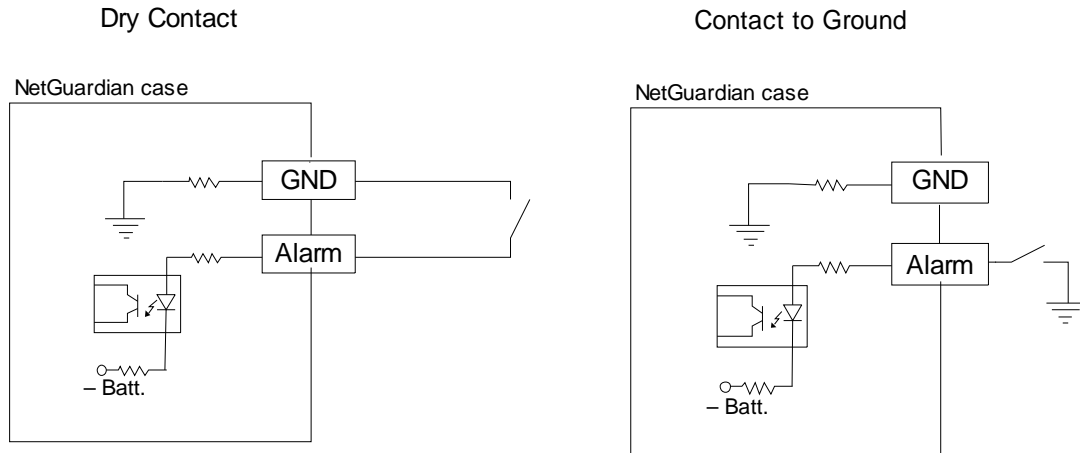 Dry Contact
NetGuardian case
GND
Alarm
– Batt.
Contact to Ground
NetGuardian case
GND
Alarm
– Batt.